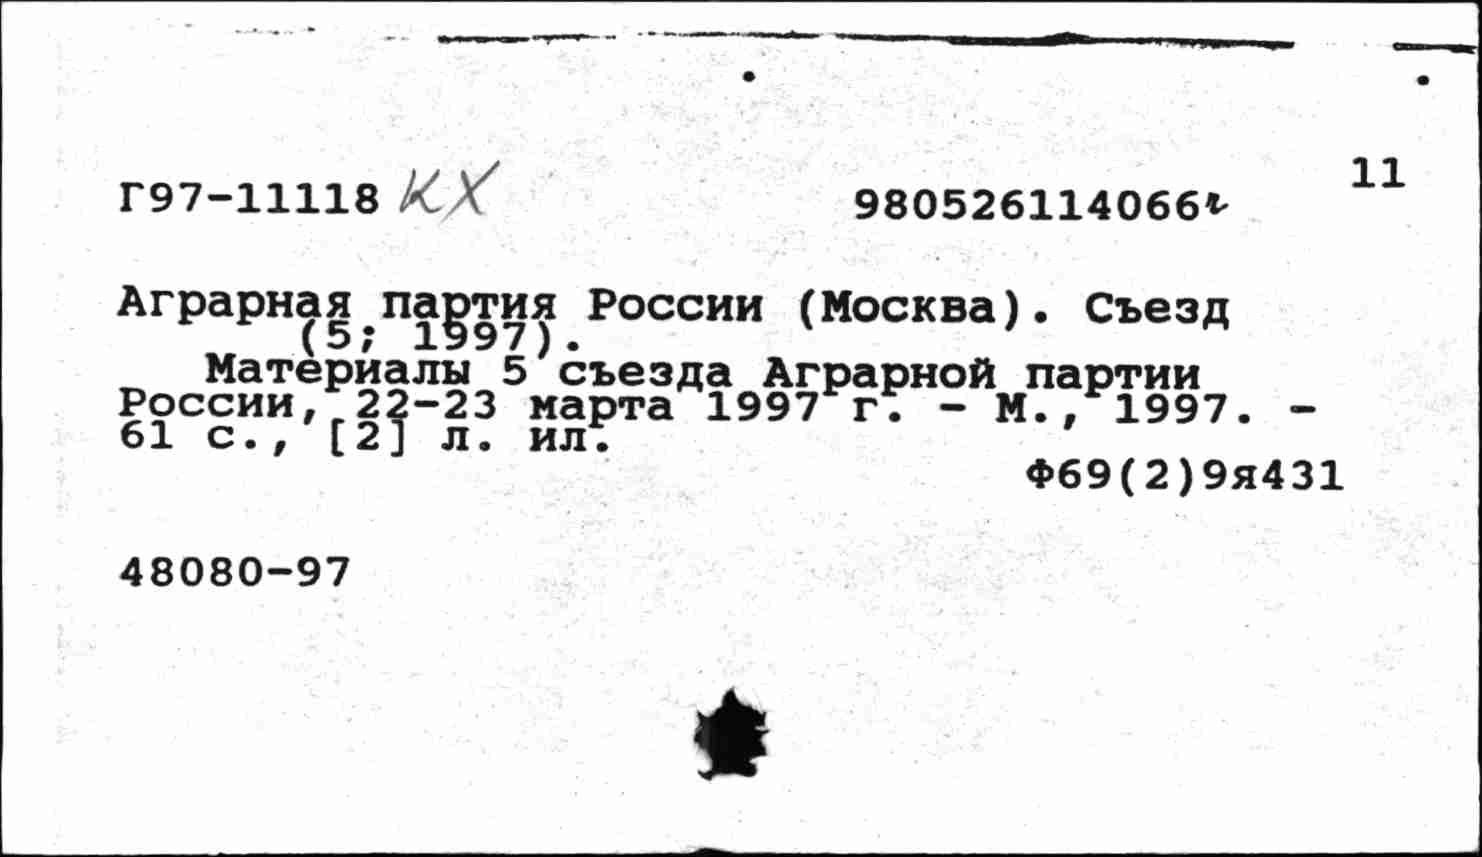 11
Г97-11118 КХ 980526114066
Аграрная партия России (Москва). Съезд
(5; 1997).
Материалы 5 съезда Аграрной партии
России, 22-23 марта 1997 г. - М., 1997. -
61 с., [2] л. ил.
Ф69(2)9я431
48080-97